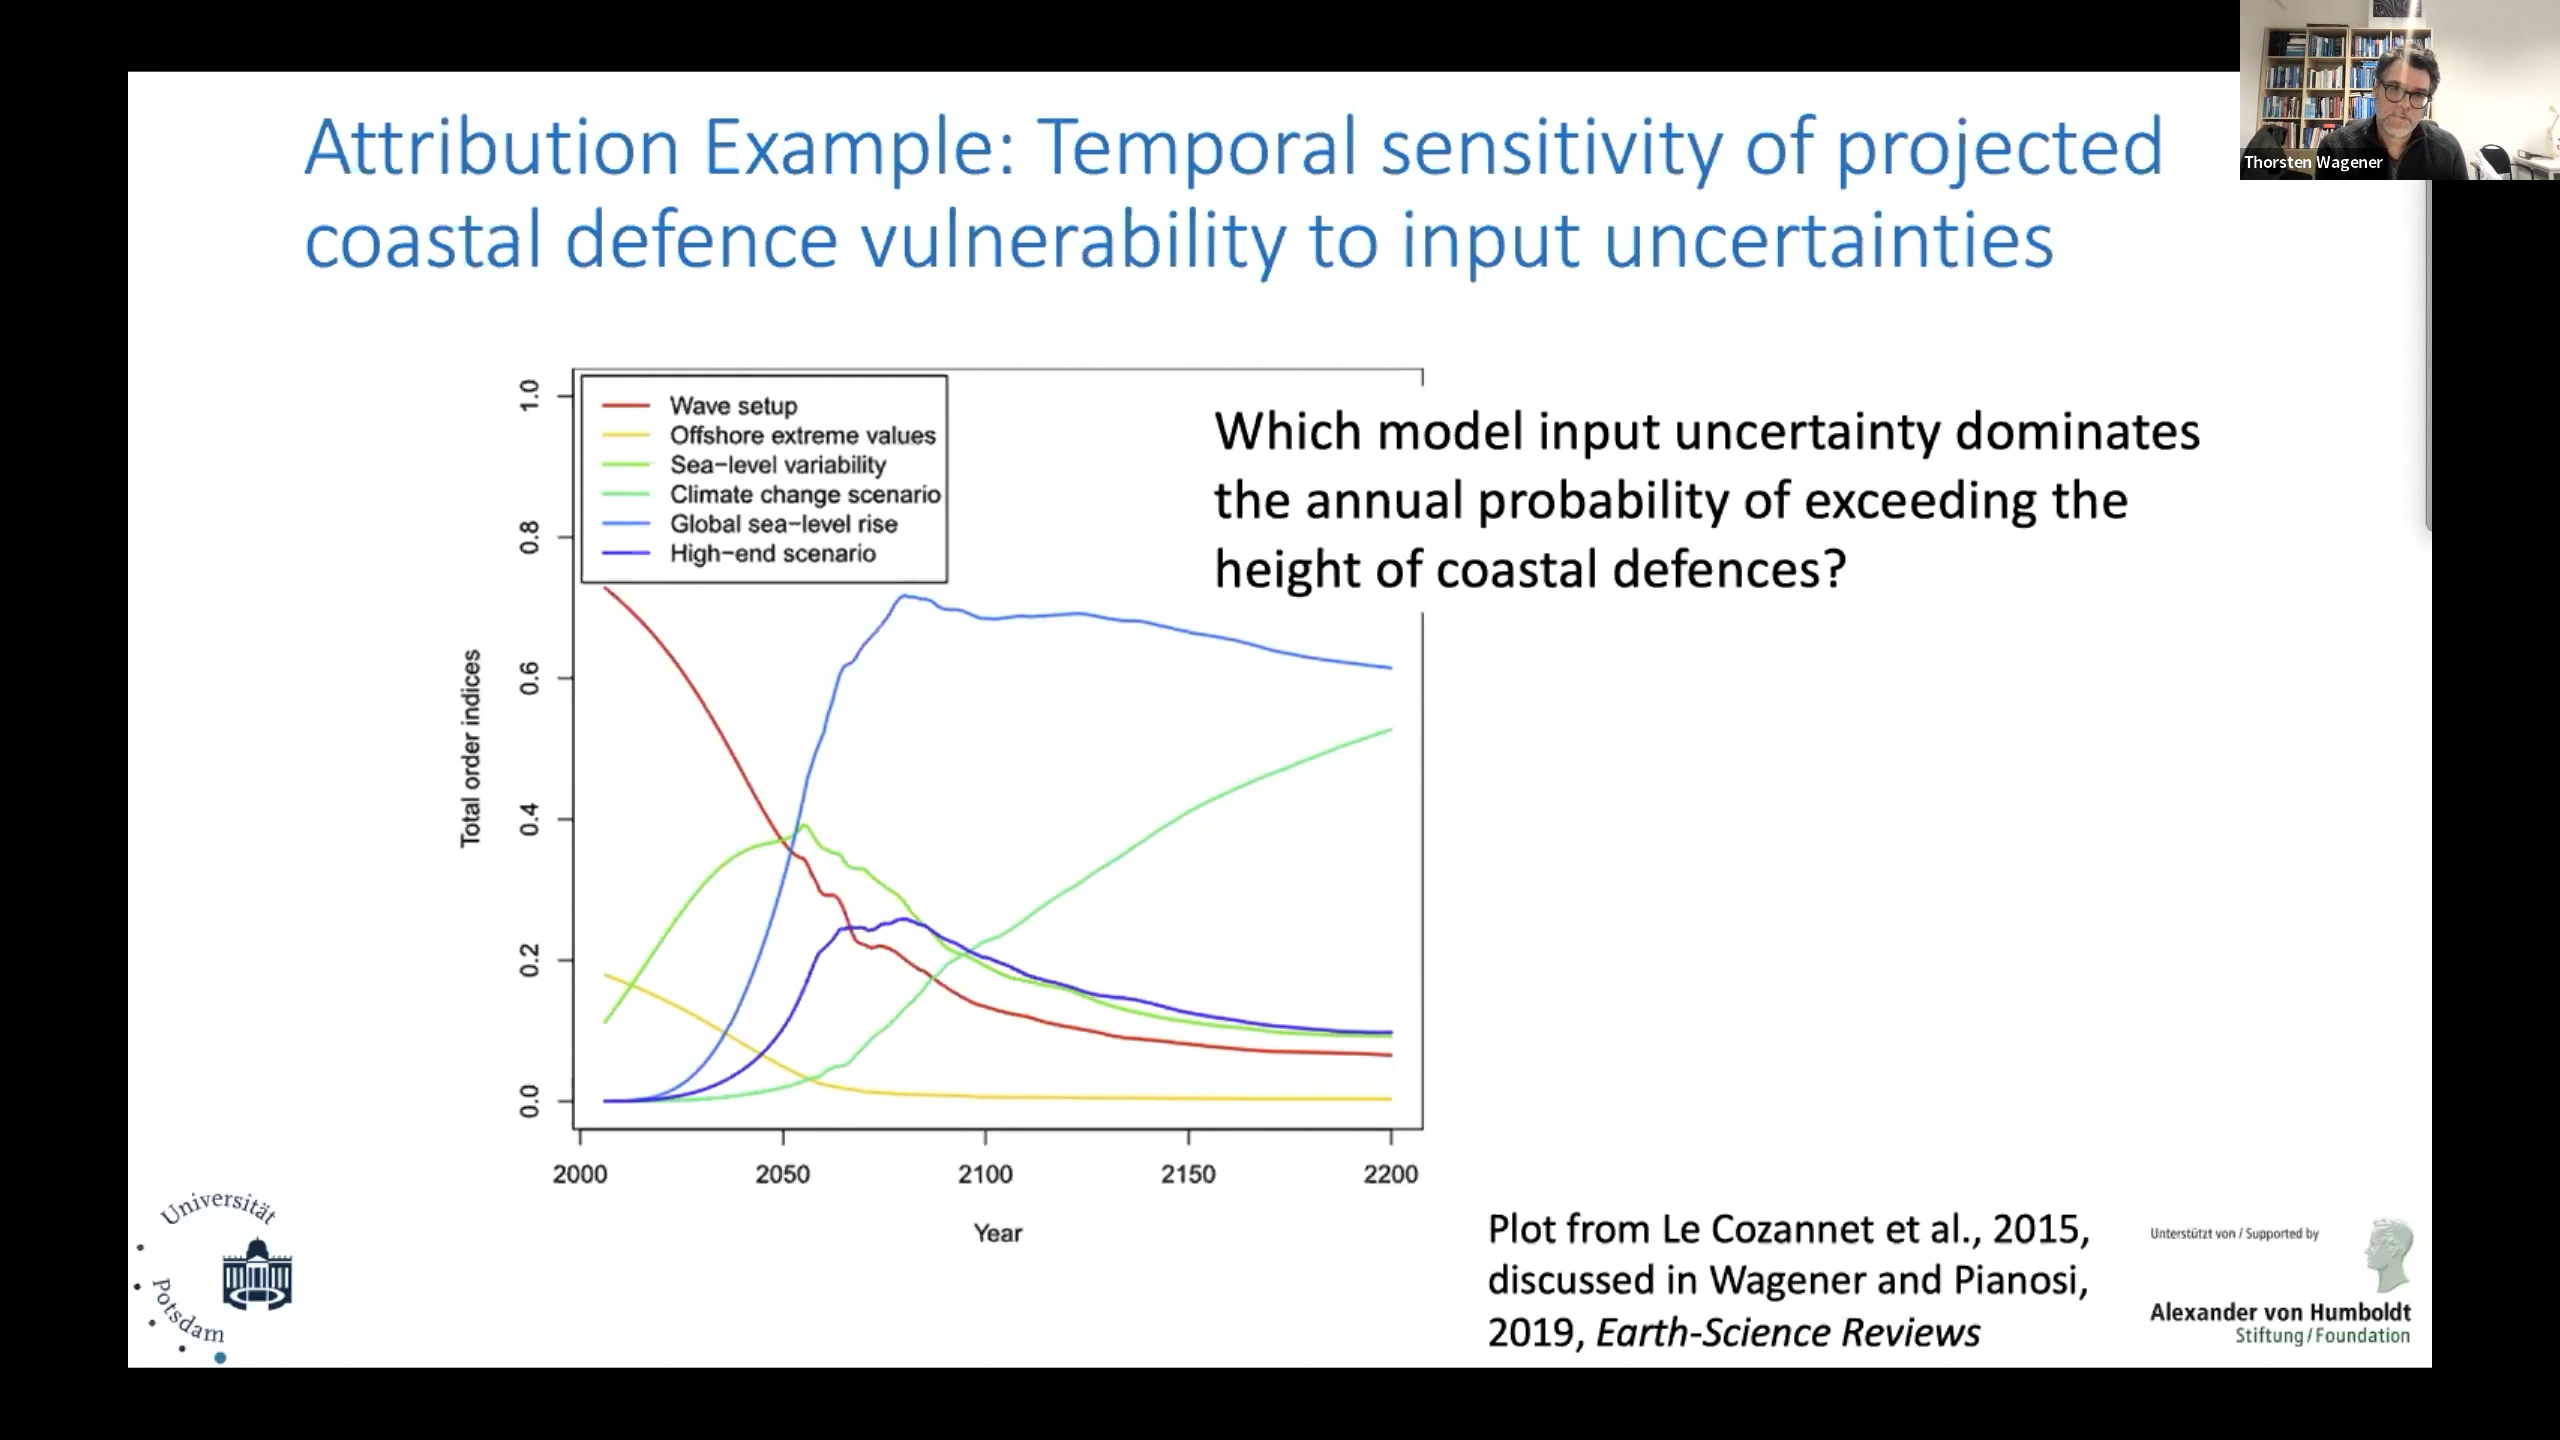 Thorsten Wagener
Attribution Example: Temporal sensitivity of projected
coastal defence vulnerability to input uncertainties
Wave setup
Offshore extreme values
Sea-level variability
Climate change scenario
Global sea-level rise
High-end scenario
Which model input uncertainty dominates
the annual probability of exceeding the
height of coastal defences?
Total order indices
1.0
0.8
0.6
0.4
0.2
0.0
2000 2050 2100 2150 2200
Year
Universität
Potsdam
Plot from Le Cozannet et al., 2015,
discussed in Wagener and Pianosi,
2019, Earth-Science Reviews
Unterstützt von / Supported by
Alexander von Humboldt
Stiftung/Foundation